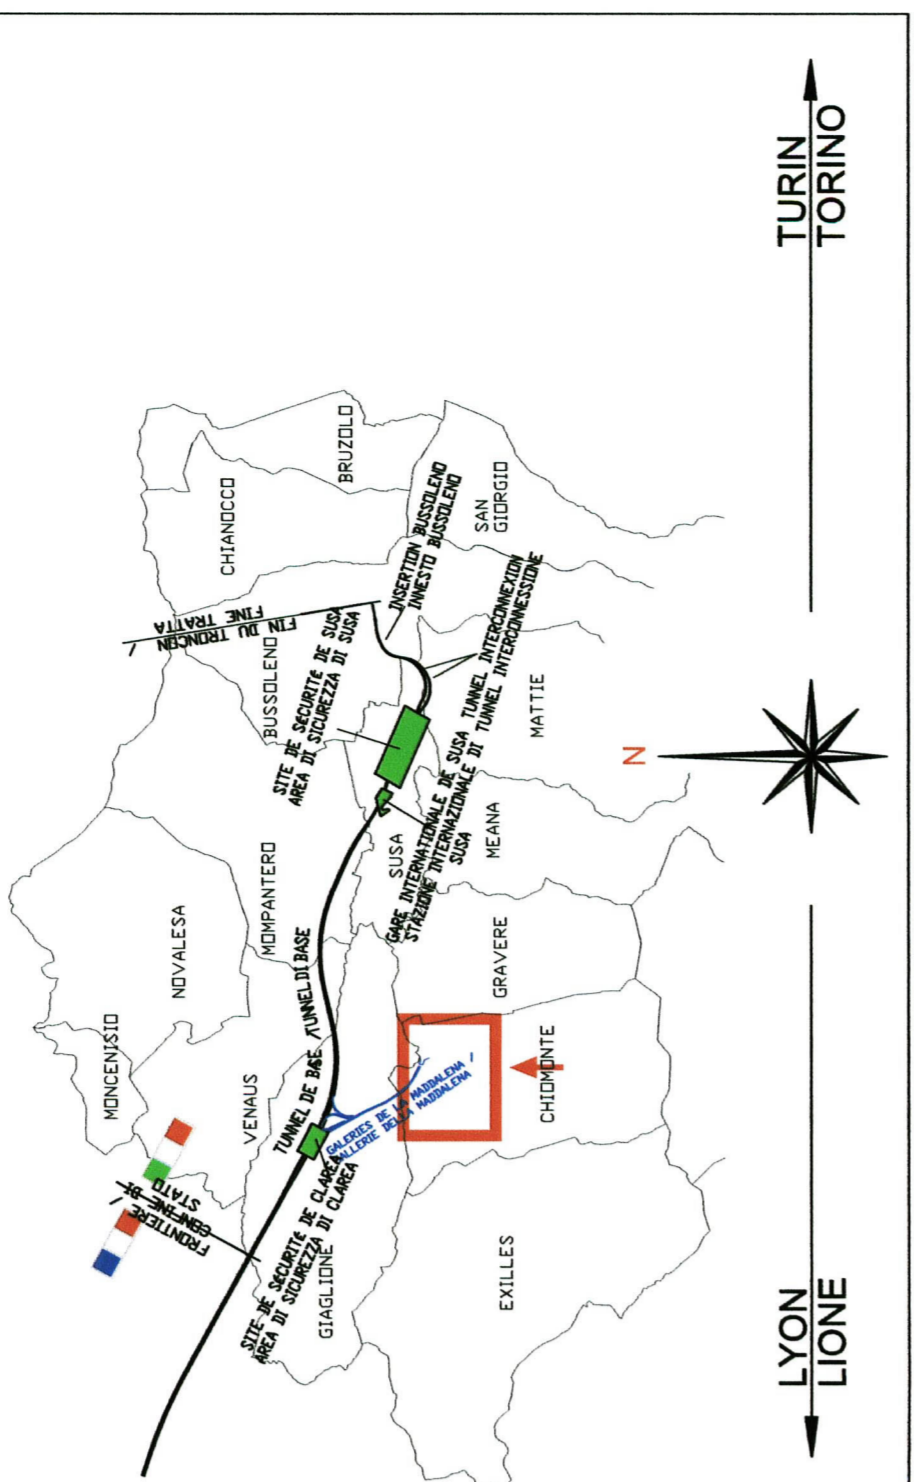 TURIN
TORINO
BRUZOLO
CHIANOCCO
SAN
GIORGIO
INSERTION BUSSOLENO
INNESTO BUSSOLENO
FIN DU TRONCON /
FINE TRATTA
BUSSOLENO
SITE DE SéCURITé DE SUSA
AREA DI SICUREZZA DI SUSA
TUNNEL INTERCONNEXION
TUNNEL INTERCONNESSIONE
MATTIE
N
GARE INTERNATIONALE DE SUSA
STAZIONE INTERNAZIONALE DI
SUSA
SUSA
MEANA
MOMPANTERO
NOVALESA
GRAVERE
MONCENISIO
VENAUS
TUNNEL DE BASE /TUNNEL DI BASE
GALERIES DE LA MADDALENA /
GALLERIE DELLA MADDALENA
CHIOMONTE
FRONTIERE /
CONFINE DI
STATO
SITE DE SéCURITé DE CLAREA
AREA DI SICUREZZA DI CLAREA
GIAGLIONE
EXILLES
LYON
LIONE